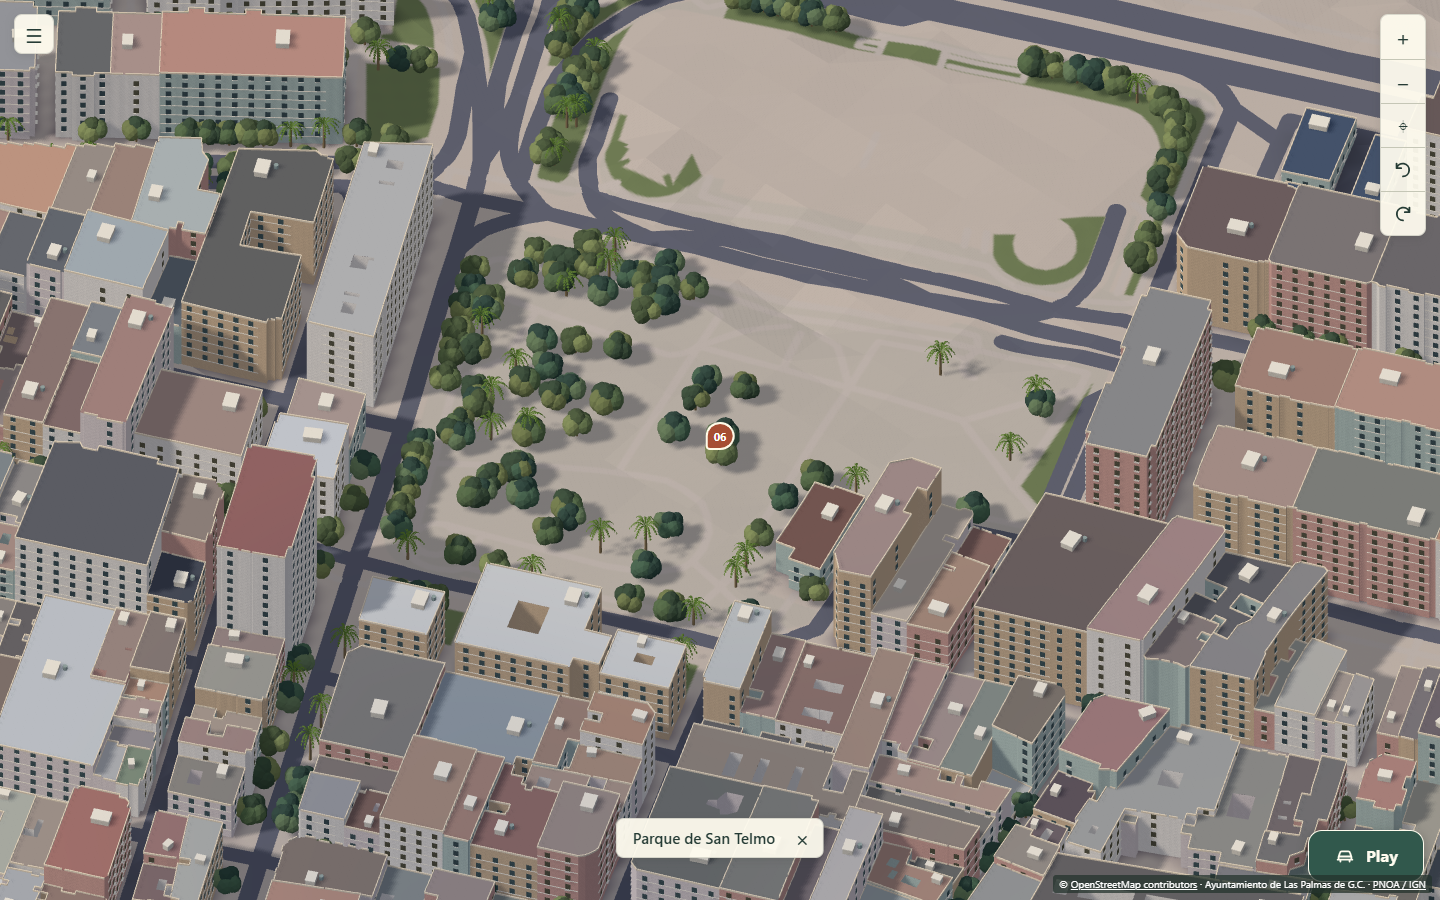 06
Parque de San Telmo ×
Play
© OpenStreetMap contributors · Ayuntamiento de Las Palmas de G.C. · PNOA / IGN